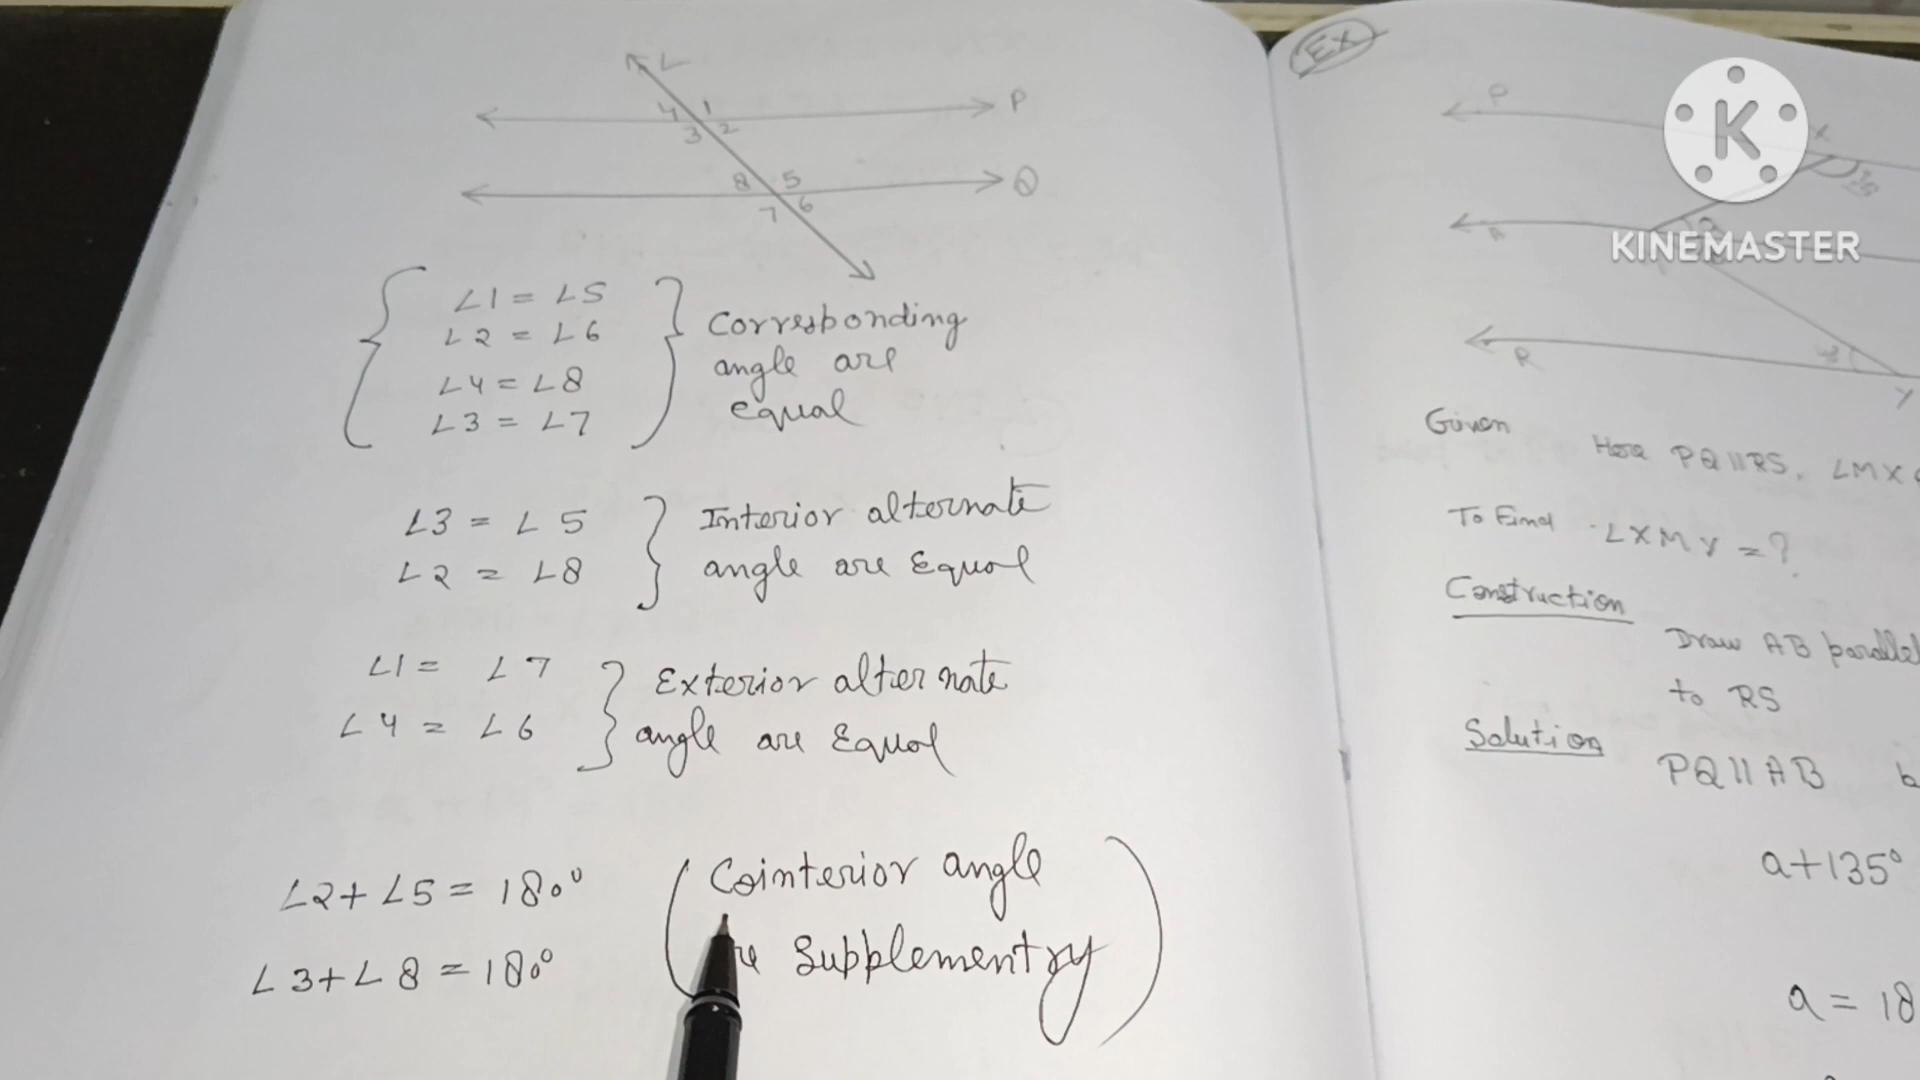 L
4 1
P
3 2
8 5
Q
7 6
∠1 = ∠5
∠2 = ∠6
∠4 = ∠8
∠3 = ∠7
Corresponding
angle are
equal
∠3 = ∠5
∠2 = ∠8
Interior alternate
angle are Equal
∠1 = ∠7
∠4 = ∠6
Exterior alternate
angle are Equal
∠2+∠5 = 180°
∠3+∠8 = 180°
Cointerior angle
Supplementry
Ex
P
X
A
R
Y
K
KINEMASTER
Given
Here PQ||RS, ∠MX
To Find ∠XMY = ?
Construction
Draw AB parallel
to RS
Solution
PQ||AB
a+135°
a = 18